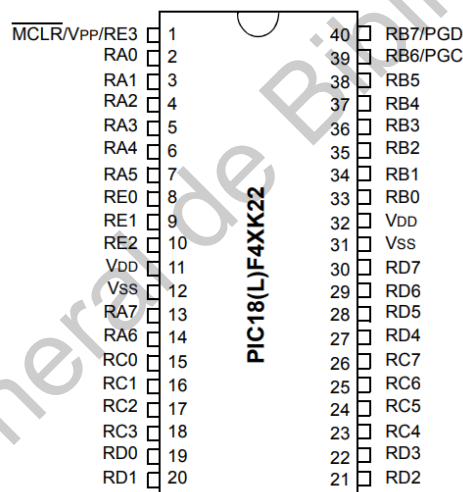 MCLR/VPP/RE3 1 40 RB7/PGD
RA0 2 39 RB6/PGC
RA1 3 38 RB5
RA2 4 37 RB4
RA3 5 36 RB3
RA4 6 35 RB2
RA5 7 34 RB1
RE0 8 33 RB0
RE1 9 32 VDD
RE2 10 31 VSS
VDD 11 30 RD7
VSS 12 29 RD6
RA7 13 28 RD5
RA6 14 27 RD4
RC0 15 26 RC7
RC1 16 25 RC6
RC2 17 24 RC5
RC3 18 23 RC4
RD0 19 22 RD3
RD1 20 21 RD2
PIC18(L)F4XK22
neral de Bibl